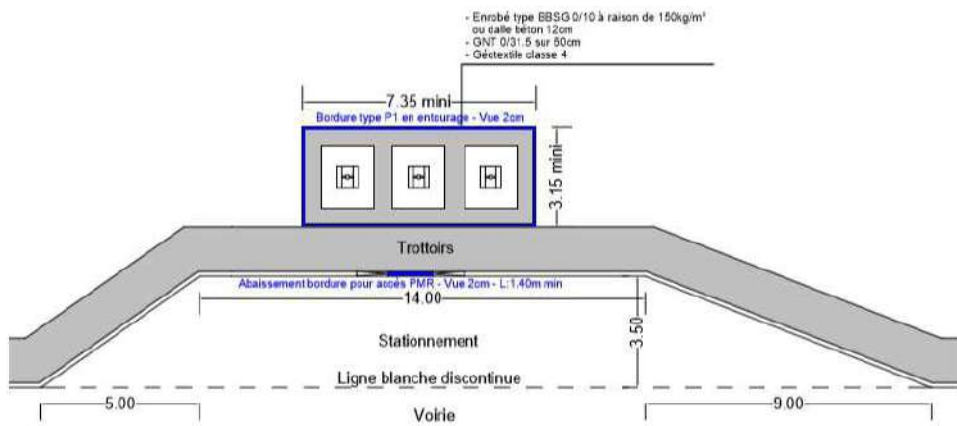 - Enrobé type BBSG 0/10 à raison de 150kg/m²
ou dalle béton 12cm
- GNT 0/31.5 sur 50cm
- Géotextile classe 4
7.35 mini
Bordure type P1 en entourage - Vue 2cm
3.15 mini
Trottoirs
Abaissement bordure pour accès PMR - Vue 2cm - L:1.40m min
14.00
3.50
Stationnement
Ligne blanche discontinue
5.00
Voirie
9.00